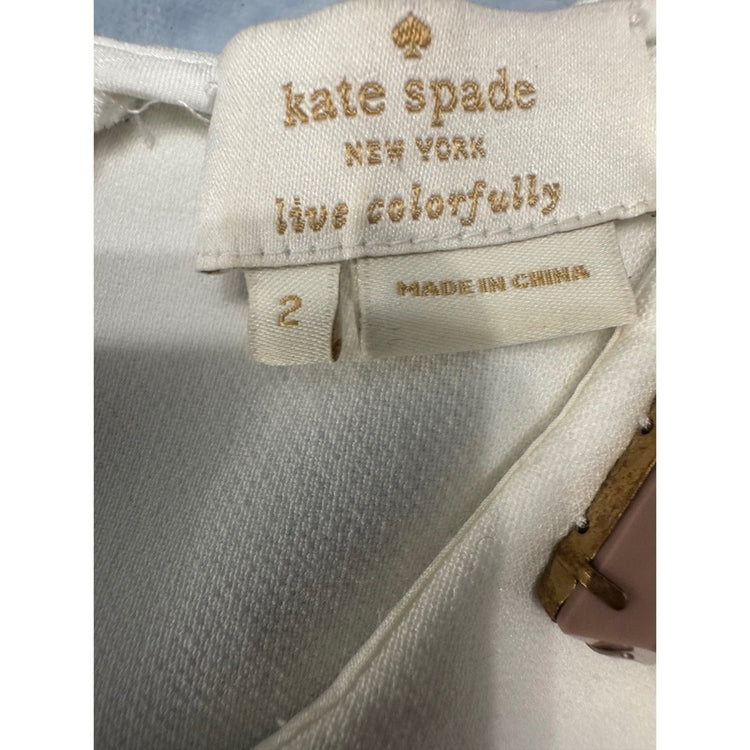 kate spade
NEW YORK
live colorfully
2
MADE IN CHINA